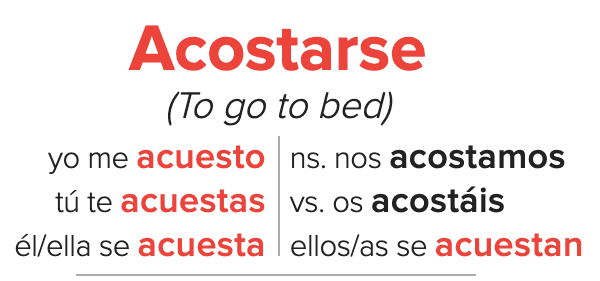 Acostarse
(To go to bed)
yo me acuesto
tú te acuestas
él/ella se acuesta
ns. nos acostamos
vs. os acostáis
ellos/as se acuestan